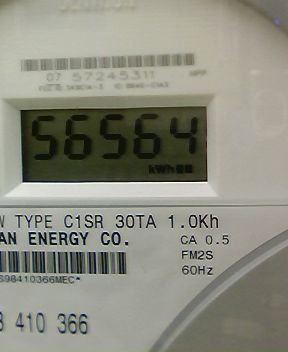 07 57245311
56564
kWh
TYPE C1SR 30TA 1.0Kh
AN ENERGY CO.
CA 0.5
FM2S
60Hz
S98410366MEC*
410 366